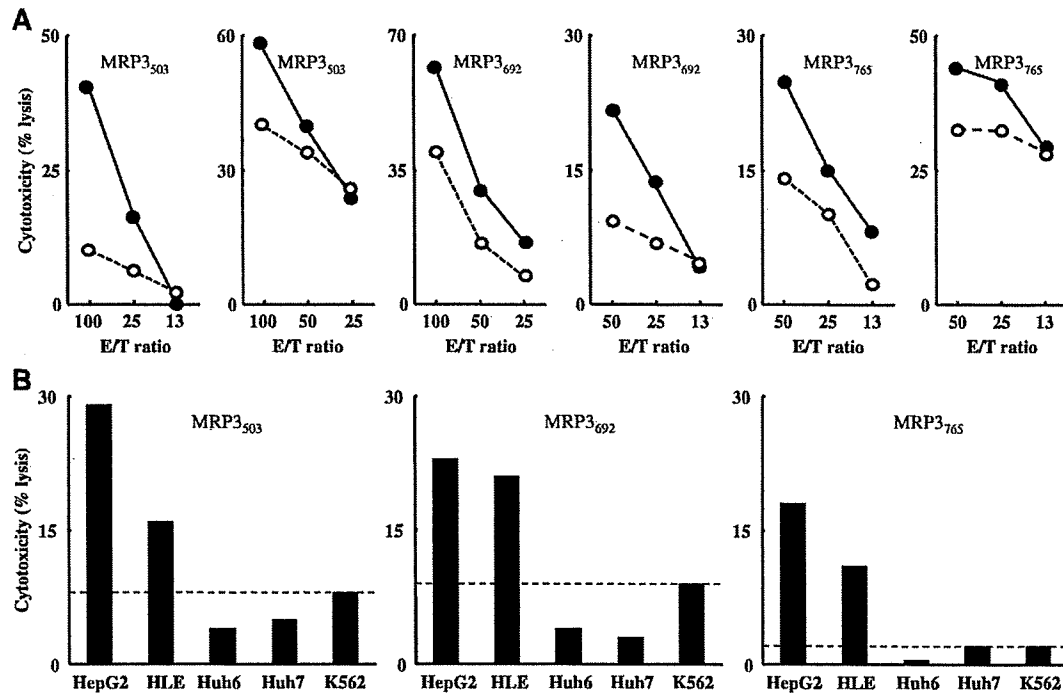 A
Cytotoxicity (% lysis)
50
25
0
MRP3503
100 25 13
E/T ratio
60
30
0
MRP3503
100 50 25
E/T ratio
70
35
0
MRP3692
100 50 25
E/T ratio
30
15
0
MRP3692
50 25 13
E/T ratio
30
15
0
MRP3765
50 25 13
E/T ratio
50
25
0
MRP3765
50 25 13
E/T ratio
B
Cytotoxicity (% lysis)
30
15
0
MRP3503
HepG2 HLE Huh6 Huh7 K562
30
15
0
MRP3692
HepG2 HLE Huh6 Huh7 K562
30
15
0
MRP3765
HepG2 HLE Huh6 Huh7 K562